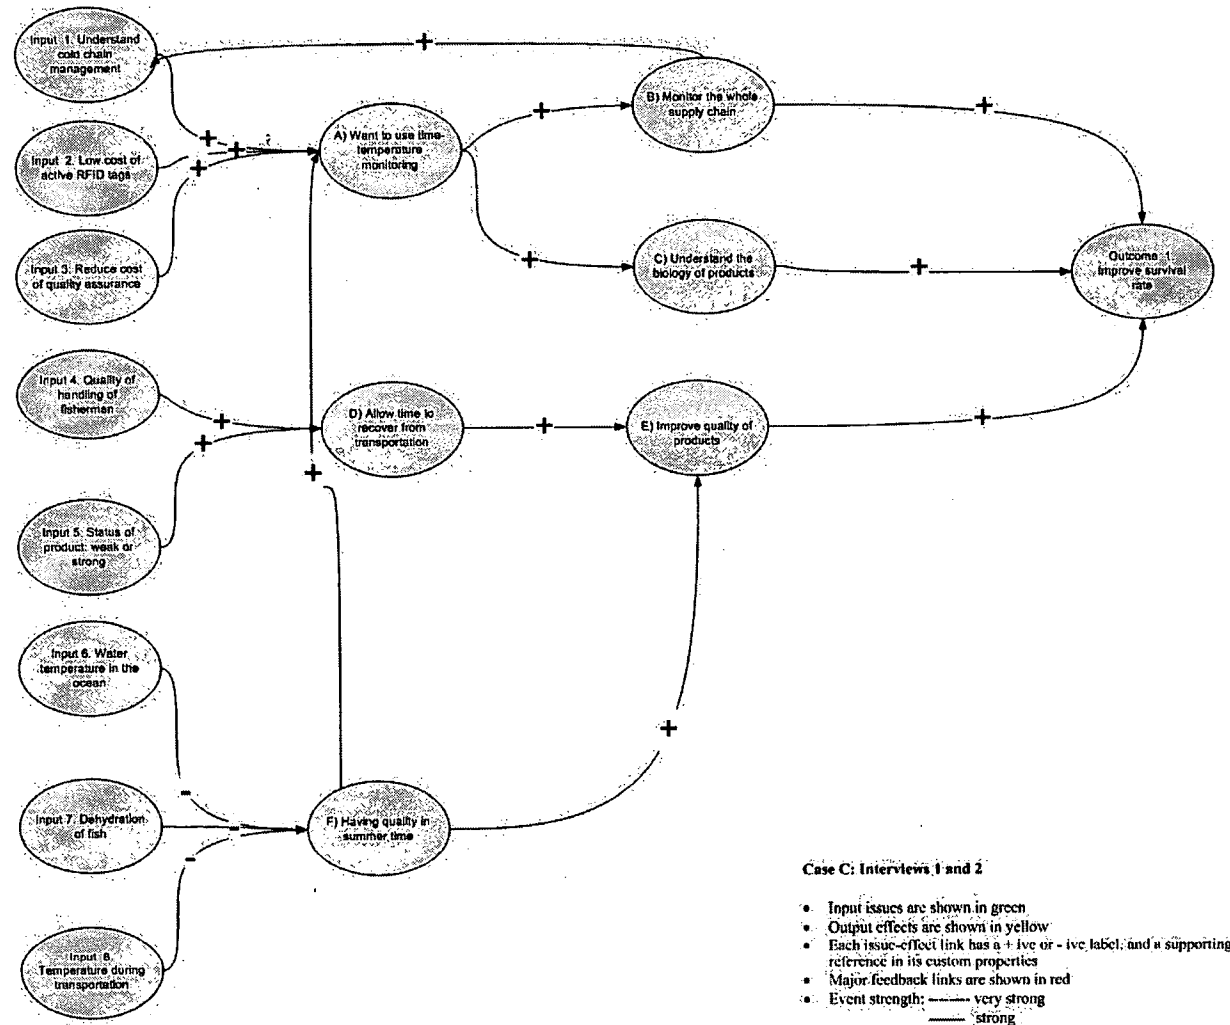 Input 1. Understand
cold chain
management
+
B) Monitor the whole
supply chain
+
+
+
+
+
Input 2. Low cost of
active RFID tags
A) Want to use time-
temperature
monitoring
Input 3. Reduce cost
of quality assurance
+
C) Understand the
biology of products
+
Outcome 1.
Improve survival
rate
Input 4. Quality of
handling of
fisherman
+
+
D) Allow time to
recover from
transportation
+
E) Improve quality of
products
+
+
Input 5. Status of
product: weak or
strong
Input 6. Water
temperature in the
ocean
+
-
Input 7. Dehydration
of fish
-
-
F) Having quality in
summer time
Input 8.
Temperature during
transportation
Case C: Interviews 1 and 2
• Input issues are shown in green
• Output effects are shown in yellow
• Each issue-effect link has a + ive or - ive label, and a supporting
reference in its custom properties
• Major feedback links are shown in red
• Event strength: very strong
strong